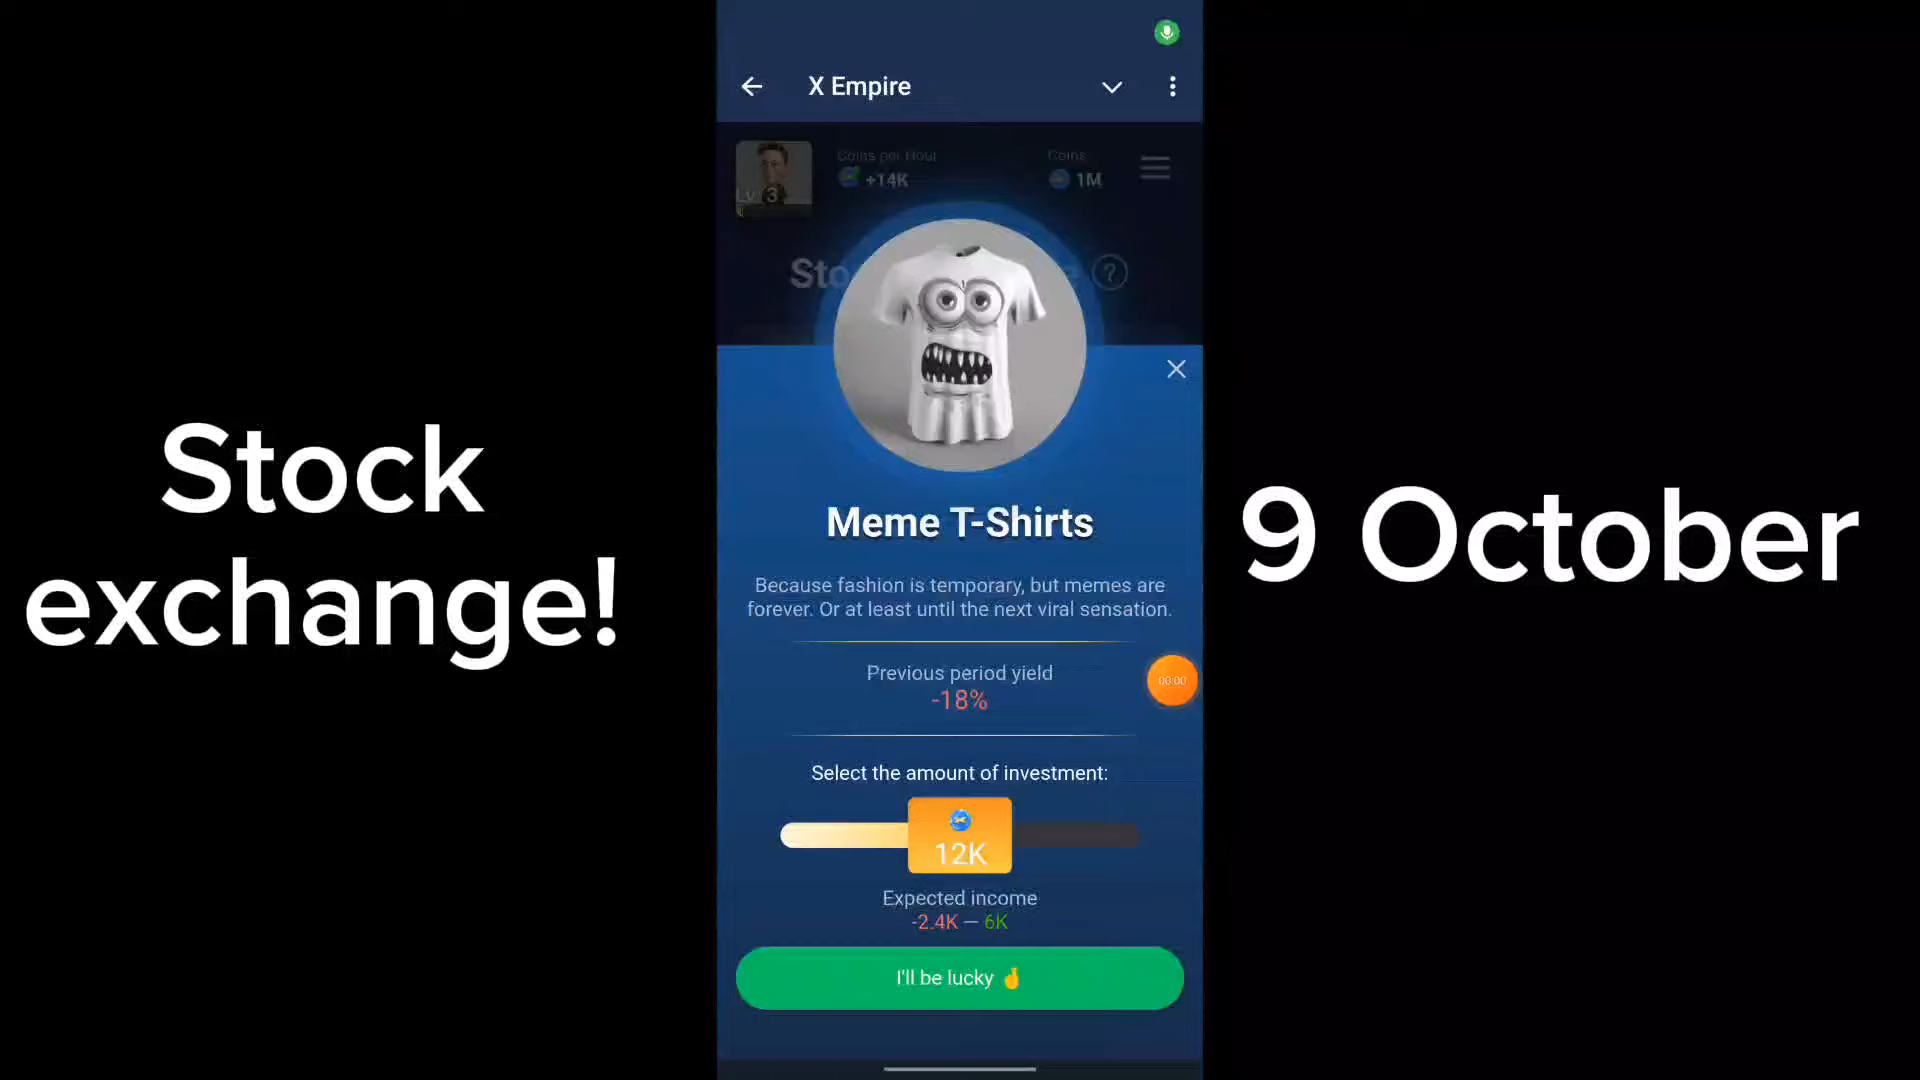 X Empire
Coins per Hour
Coins
+14K
1M
Lv 3
Sto
e ?
Meme T-Shirts
Because fashion is temporary, but memes are
forever. Or at least until the next viral sensation.
Previous period yield
-18%
00:00
Select the amount of investment:
12K
Expected income
-2.4K — 6K
I'll be lucky 🤞
Stock
exchange!
9 October